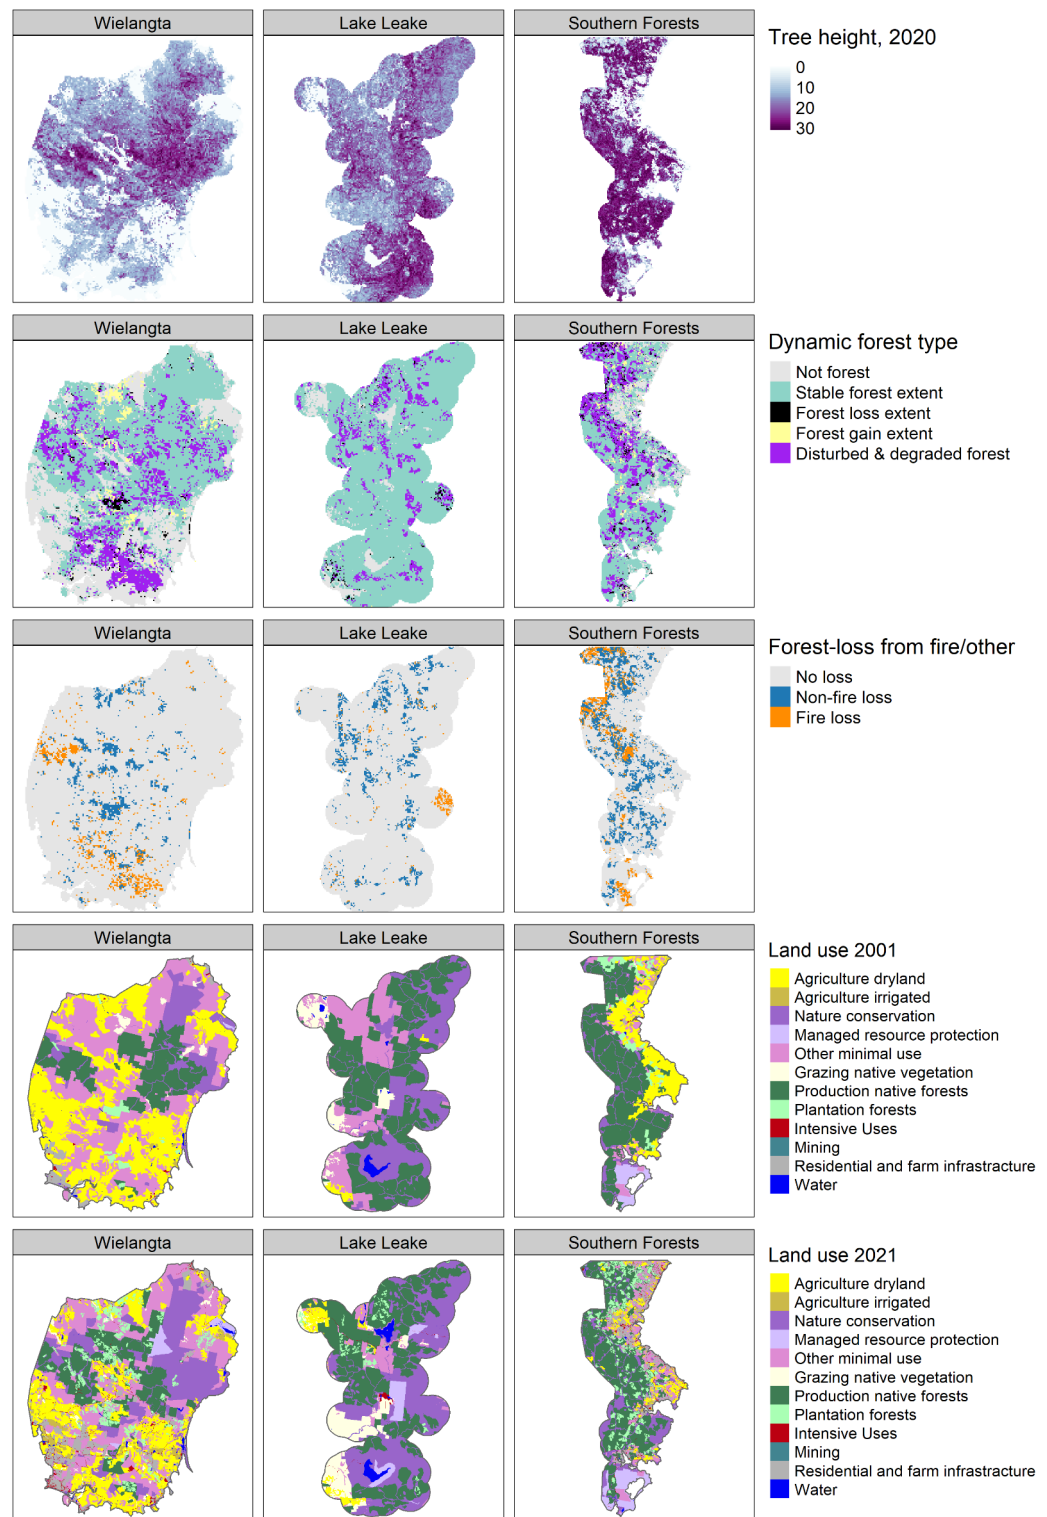 Wielangta
Lake Leake
Southern Forests
Tree height, 2020
0
10
20
30
Wielangta
Lake Leake
Southern Forests
Dynamic forest type
Not forest
Stable forest extent
Forest loss extent
Forest gain extent
Disturbed & degraded forest
Wielangta
Lake Leake
Southern Forests
Forest-loss from fire/other
No loss
Non-fire loss
Fire loss
Wielangta
Lake Leake
Southern Forests
Land use 2001
Agriculture dryland
Agriculture irrigated
Nature conservation
Managed resource protection
Other minimal use
Grazing native vegetation
Production native forests
Plantation forests
Intensive Uses
Mining
Residential and farm infrastracture
Water
Wielangta
Lake Leake
Southern Forests
Land use 2021
Agriculture dryland
Agriculture irrigated
Nature conservation
Managed resource protection
Other minimal use
Grazing native vegetation
Production native forests
Plantation forests
Intensive Uses
Mining
Residential and farm infrastracture
Water